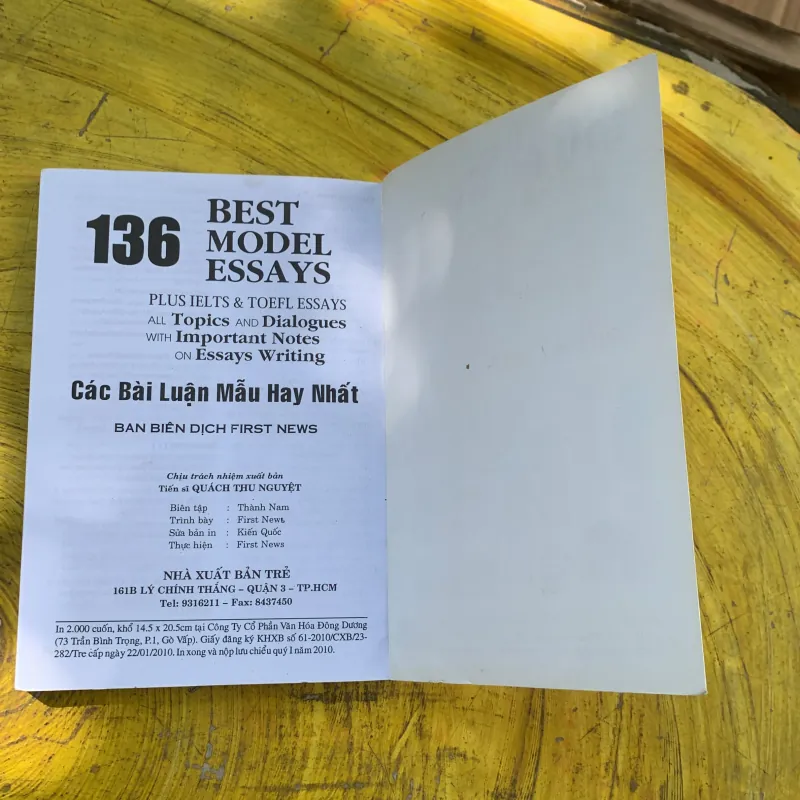 136 BEST
MODEL
ESSAYS
PLUS IELTS & TOEFL ESSAYS
ALL Topics AND Dialogues
WITH Important Notes
ON Essays Writing
Các Bài Luận Mẫu Hay Nhất
BAN BIÊN DỊCH FIRST NEWS
Chịu trách nhiệm xuất bản
Tiến sĩ QUÁCH THU NGUYỆT
Biên tập : Thành Nam
Trình bày : First News
Sửa bản in : Kiến Quốc
Thực hiện : First News
NHÀ XUẤT BẢN TRẺ
161B LÝ CHÍNH THẮNG – QUẬN 3 – TP.HCM
Tel: 9316211 – Fax: 8437450
In 2.000 cuốn, khổ 14.5 x 20.5cm tại Công Ty Cổ Phần Văn Hóa Đông Dương
(73 Trần Bình Trọng, P.1, Gò Vấp). Giấy đăng ký KHXB số 61-2010/CXB/23-
282/Tre cấp ngày 22/01/2010. In xong và nộp lưu chiểu quý I năm 2010.